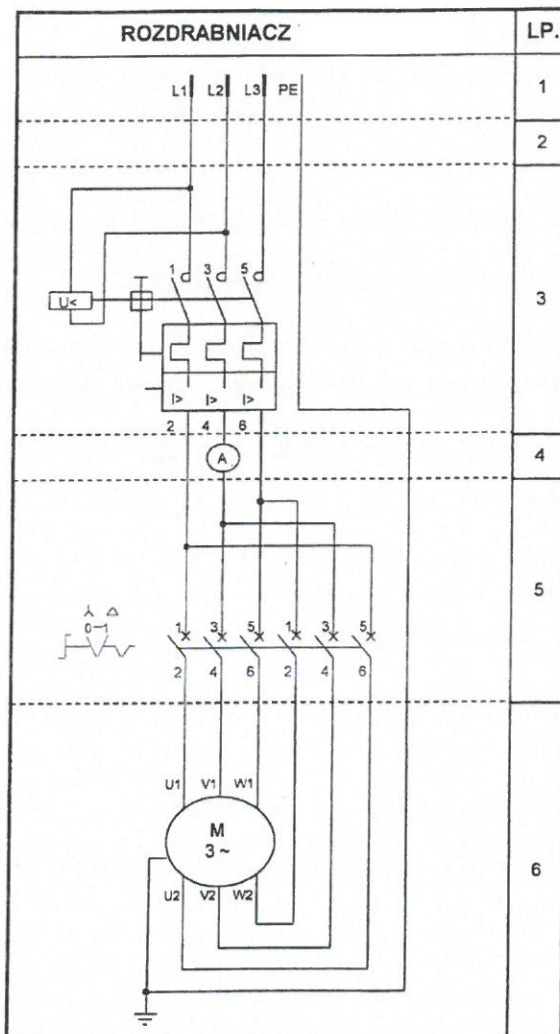 ROZDRABNIACZ LP.
L1 L2 L3 PE 1
2
1 3 5
U< 3
I> I> I>
2 4 6
A 4
5
0 1
1 3 5 1 3 5
2 4 6 2 4 6
U1 V1 W1
M
3 ~
6
U2 V2 W2